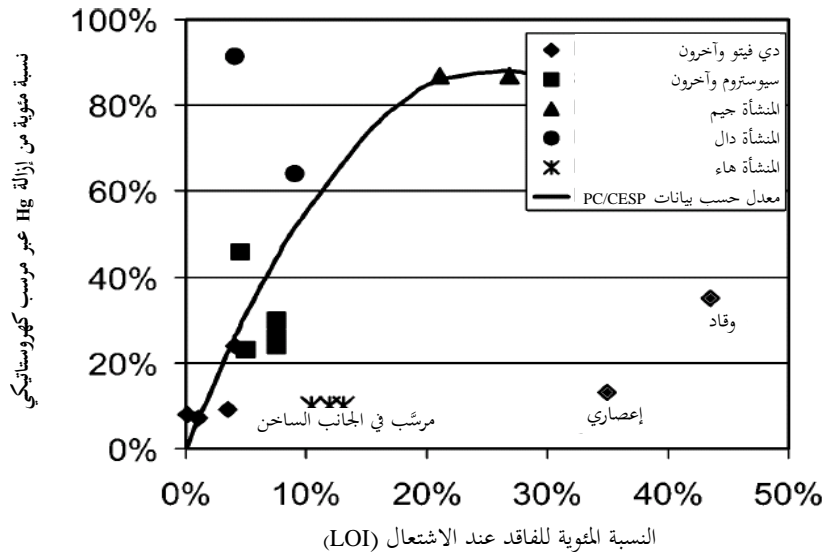 نسبة مئوية من إزالة Hg عبر مرسب كهروستاتيكي
100%
80%
60%
40%
20%
0%
دي فيتو وآخرون
سيوستروم وآخرون
المنشأة جيم
المنشأة دال
المنشأة هاء
معدل حسب بيانات PC/CESP
وقاد
إعصاري
مرسَّب في الجانب الساخن
0% 10% 20% 30% 40% 50%
النسبة المئوية للفاقد عند الاشتعال (LOI)